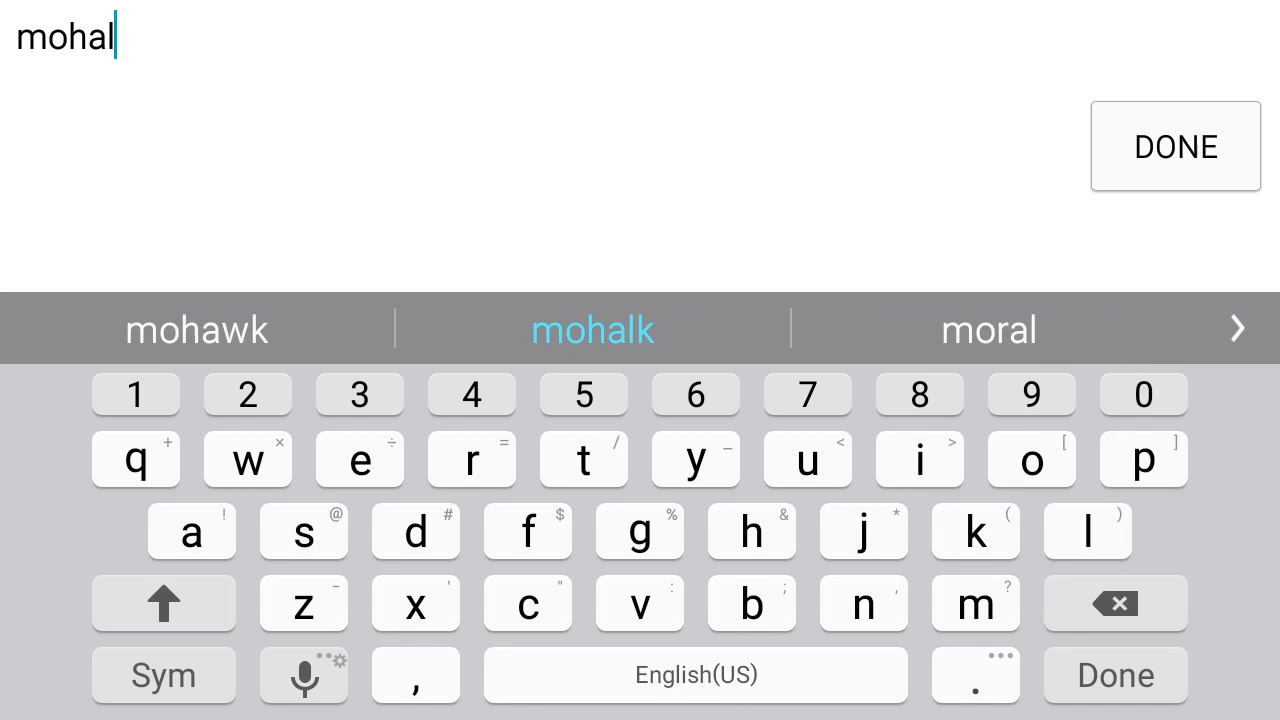 mohal
DONE
mohawk mohalk moral
1 2 3 4 5 6 7 8 9 0
q + w × e ÷ r = t / y _ u < i > o [ p ]
a ! s @ d # f $ g % h & j * k ( l )
z - x ' c " v : b ; n , m ?
Sym , English(US) . Done